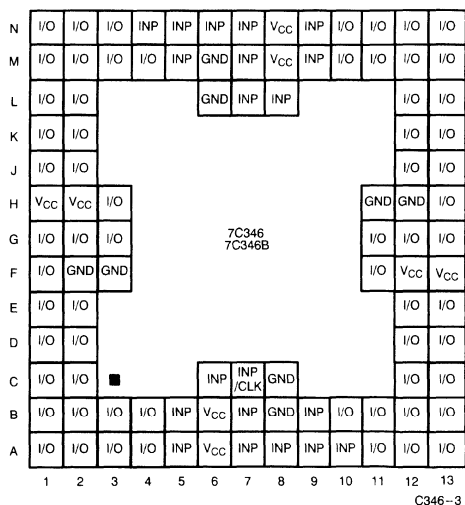 N I/O I/O I/O INP INP INP INP VCC INP I/O I/O I/O I/O
M I/O I/O I/O I/O INP GND INP VCC INP I/O I/O I/O I/O
L I/O I/O GND INP INP I/O I/O
K I/O I/O I/O I/O
J I/O I/O I/O I/O
H VCC VCC I/O GND GND I/O
7C346
G I/O I/O I/O I/O I/O I/O
7C346B
F I/O GND GND I/O VCC VCC
E I/O I/O I/O I/O
D I/O I/O I/O I/O
C I/O I/O INP INP/CLK GND I/O I/O
B I/O I/O I/O I/O INP VCC INP GND INP I/O I/O I/O I/O
A I/O I/O I/O I/O INP VCC INP INP INP INP I/O I/O I/O
1 2 3 4 5 6 7 8 9 10 11 12 13
C346–3